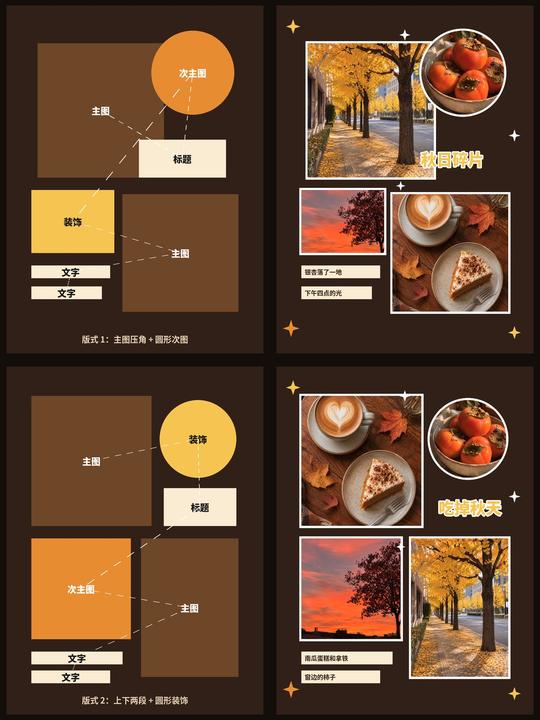 次主图
主图
标题
装饰
主图
文字
文字
版式 1：主图压角 + 圆形次图
秋日碎片
银杏落了一地
下午四点的光
装饰
主图
标题
次主图
主图
文字
文字
版式 2：上下两段 + 圆形装饰
吃掉秋天
南瓜蛋糕和拿铁
窗边的柿子